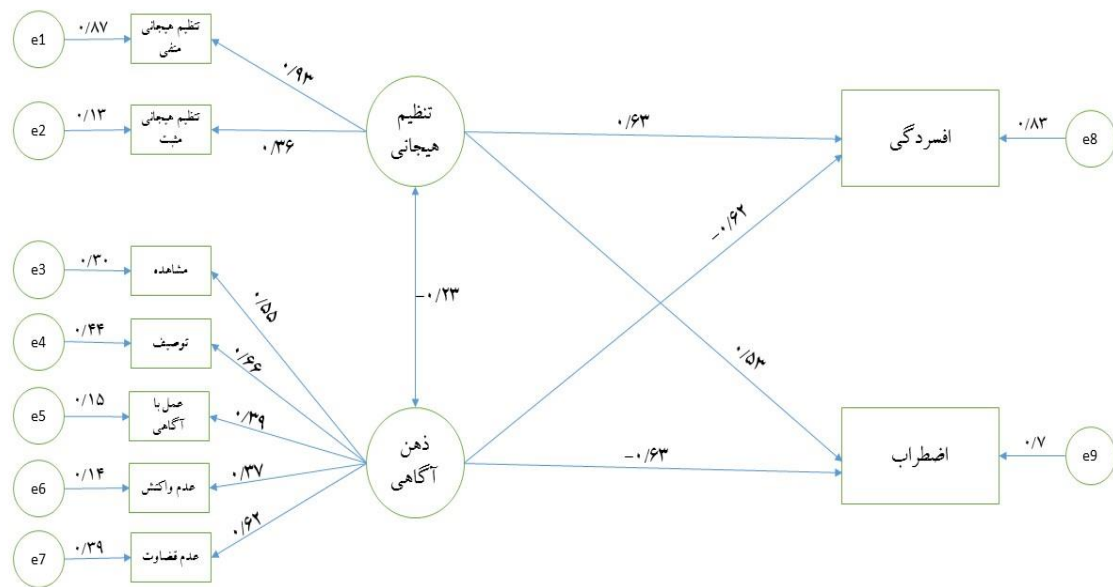 e1
۰/۸۷
تنظیم هیجانی
منفی
۰/۹۳
e2
۰/۱۳
تنظیم هیجانی
مثبت
۰/۳۶
تنظیم
هیجانی
۰/۶۳
افسردگی
۰/۸۳
e8
-۰/۶۲
e3
۰/۳۰
مشاهده
۰/۵۵
-۰/۲۳
e4
۰/۴۴
توصیف
۰/۶۶
۰/۵۳
e5
۰/۱۵
عمل با
آگاهی
۰/۳۹
ذهن
آگاهی
-۰/۶۳
اضطراب
۰/۷
e9
e6
۰/۱۴
عدم واکنش
۰/۳۷
e7
۰/۳۹
عدم قضاوت
۰/۶۲